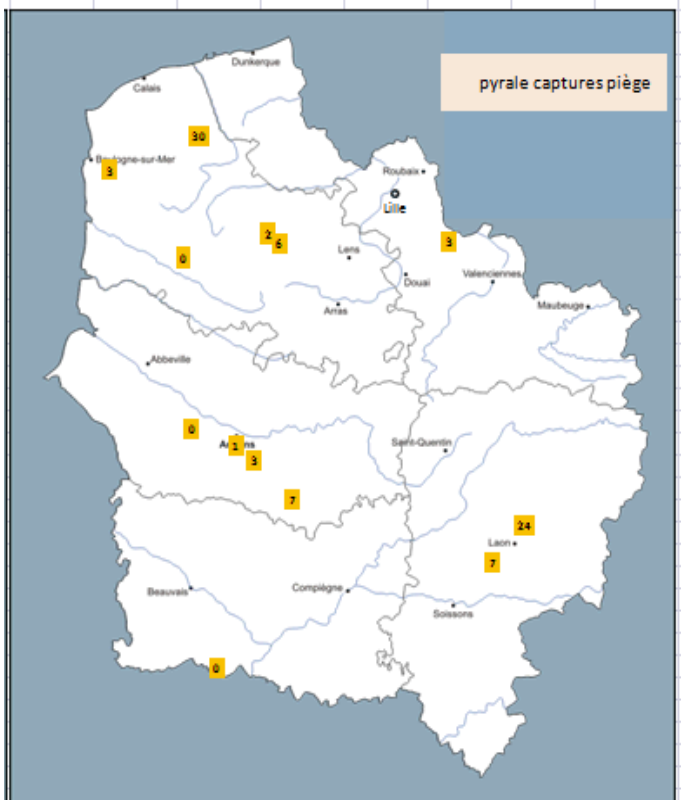 Dunkerque
pyrale captures piège
Calais
30
Boulogne-sur-Mer
3
Roubaix
Lille
2
6
3
0
Lens
Douai
Valenciennes
Arras
Maubeuge
Abbeville
0
1
3
Saint-Quentin
7
24
Laon
7
Beauvais
Compiègne
Soissons
0